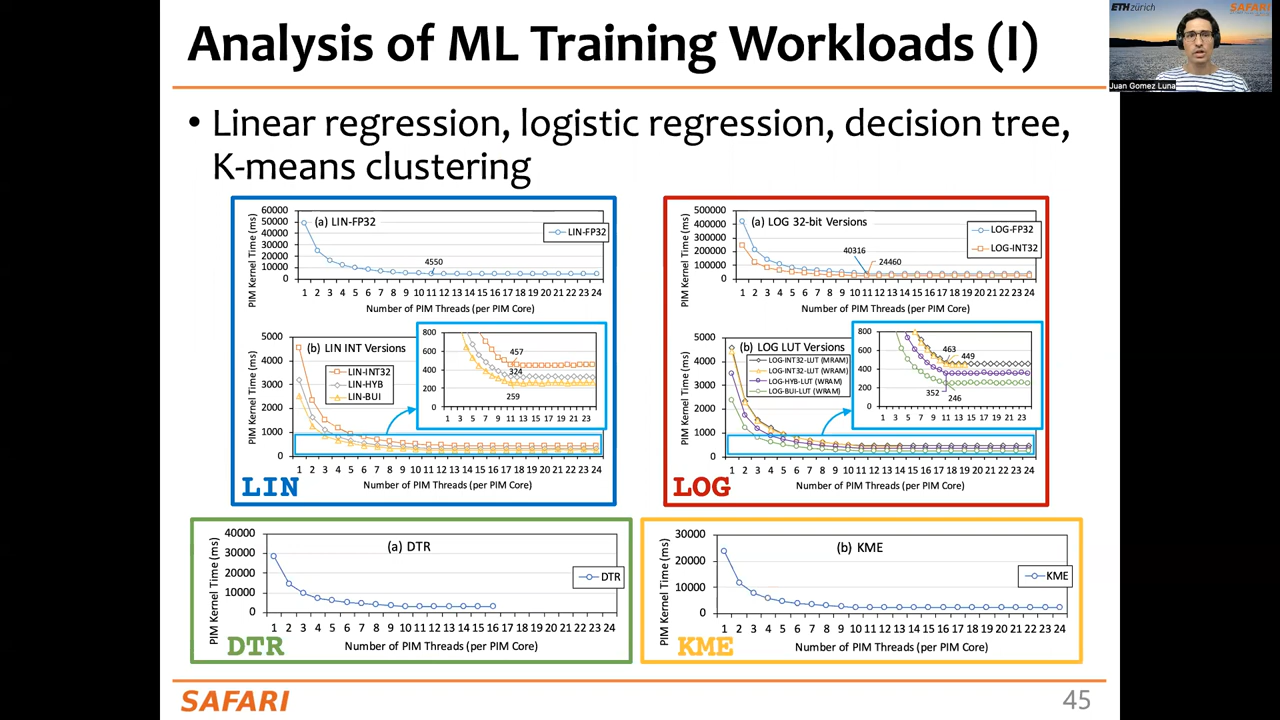 Analysis of ML Training Workloads (I)
ETH zürich
SAFARI
Juan Gomez Luna
• Linear regression, logistic regression, decision tree,
K-means clustering
PIM Kernel Time (ms)
60000
50000
40000
30000
20000
10000
0
(a) LIN-FP32
LIN-FP32
4550
1 2 3 4 5 6 7 8 9 10 11 12 13 14 15 16 17 18 19 20 21 22 23 24
Number of PIM Threads (per PIM Core)
PIM Kernel Time (ms)
5000
4000
3000
2000
1000
0
(b) LIN INT Versions
LIN-INT32
LIN-HYB
LIN-BUI
800
600
400
200
0
457
324
259
1 3 5 7 9 11 13 15 17 19 21 23
1 2 3 4 5 6 7 8 9 10 11 12 13 14 15 16 17 18 19 20 21 22 23 24
Number of PIM Threads (per PIM Core)
LIN
PIM Kernel Time (ms)
500000
400000
300000
200000
100000
0
(a) LOG 32-bit Versions
LOG-FP32
LOG-INT32
40316
24460
1 2 3 4 5 6 7 8 9 10 11 12 13 14 15 16 17 18 19 20 21 22 23 24
Number of PIM Threads (per PIM Core)
PIM Kernel Time (ms)
5000
4000
3000
2000
1000
0
(b) LOG LUT Versions
LOG-INT32-LUT (MRAM)
LOG-INT32-LUT (WRAM)
LOG-HYB-LUT (WRAM)
LOG-BUI-LUT (WRAM)
800
600
400
200
0
463
449
352
246
1 3 5 7 9 11 13 15 17 19 21 23
1 2 3 4 5 6 7 8 9 10 11 12 13 14 15 16 17 18 19 20 21 22 23 24
Number of PIM Threads (per PIM Core)
LOG
PIM Kernel Time (ms)
40000
30000
20000
10000
0
(a) DTR
DTR
1 2 3 4 5 6 7 8 9 10 11 12 13 14 15 16 17 18 19 20 21 22 23 24
Number of PIM Threads (per PIM Core)
DTR
PIM Kernel Time (ms)
30000
20000
10000
0
(b) KME
KME
1 2 3 4 5 6 7 8 9 10 11 12 13 14 15 16 17 18 19 20 21 22 23 24
Number of PIM Threads (per PIM Core)
KME
SAFARI
45